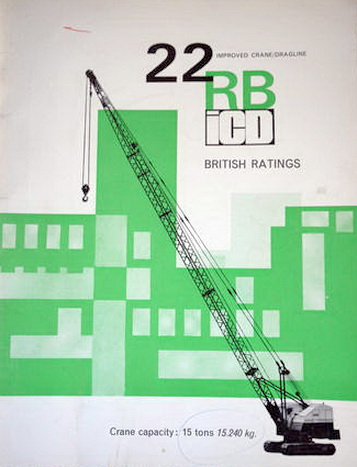 22 IMPROVED CRANE/DRAGLINE
RB
iCD
BRITISH RATINGS
Crane capacity: 15 tons 15.240 kg.